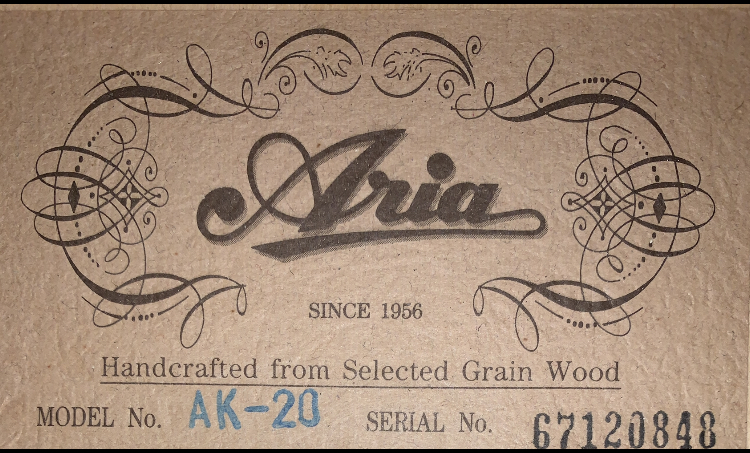 Aria
SINCE 1956
Handcrafted from Selected Grain Wood
MODEL No. AK-20 SERIAL No. 67120848